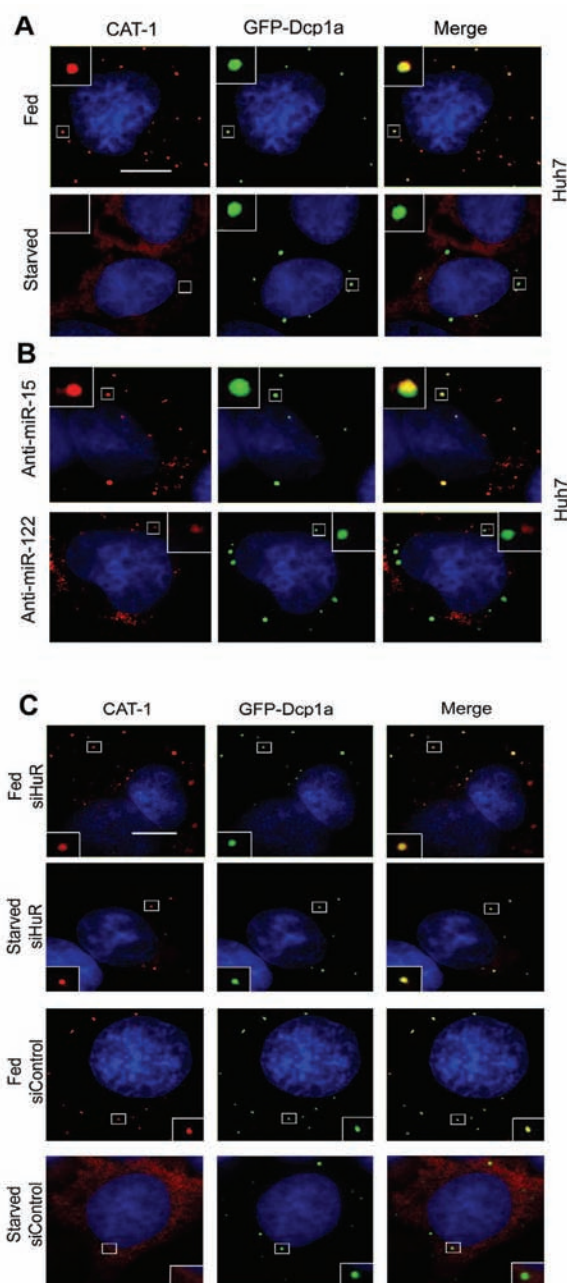 A
CAT-1 GFP-Dcp1a Merge
Fed
Huh7
Starved
B
Anti-miR-15
Huh7
Anti-miR-122
C
CAT-1 GFP-Dcp1a Merge
Fed
siHuR
Starved
siHuR
Fed
siControl
Starved
siControl